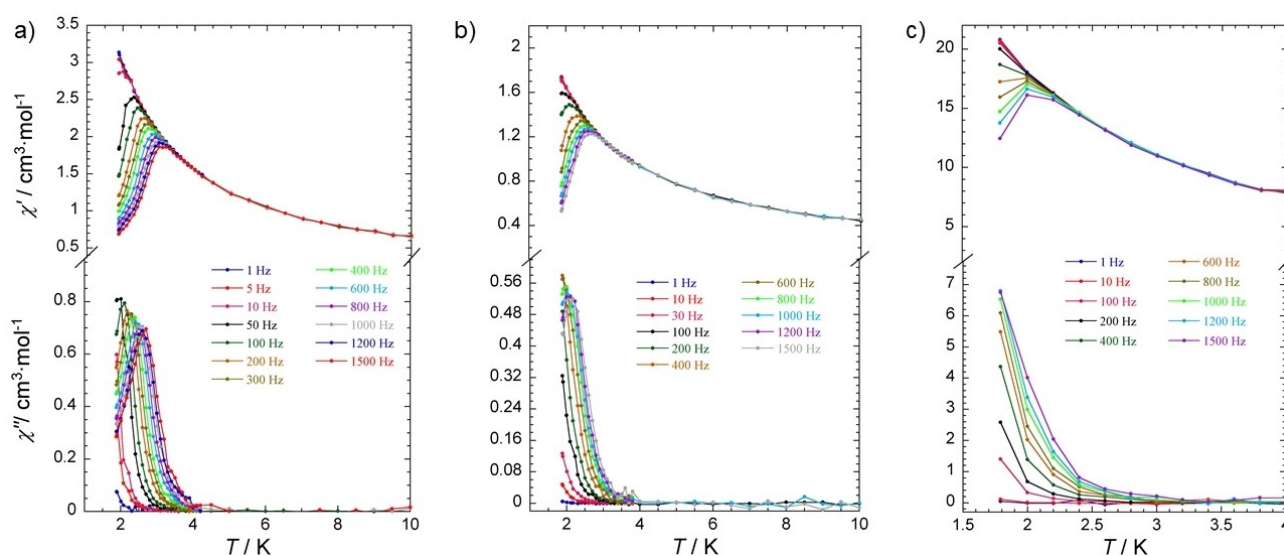 a)
χ' / cm³·mol⁻¹
3.5
3
2.5
2
1.5
1
0.5
χ''/ cm³·mol⁻¹
0.8
0.6
0.4
0.2
0
1 Hz
5 Hz
10 Hz
50 Hz
100 Hz
200 Hz
300 Hz
400 Hz
600 Hz
800 Hz
1000 Hz
1200 Hz
1500 Hz
2 4 6 8 10
T / K
b)
2
1.6
1.2
0.8
0.4
0.56
0.48
0.4
0.32
0.24
0.16
0.08
0
1 Hz
10 Hz
30 Hz
100 Hz
200 Hz
400 Hz
600 Hz
800 Hz
1000 Hz
1200 Hz
1500 Hz
2 4 6 8 10
T / K
c)
20
15
10
5
7
6
5
4
3
2
1
0
1 Hz
10 Hz
100 Hz
200 Hz
400 Hz
600 Hz
800 Hz
1000 Hz
1200 Hz
1500 Hz
1.5 2 2.5 3 3.5 4
T / K